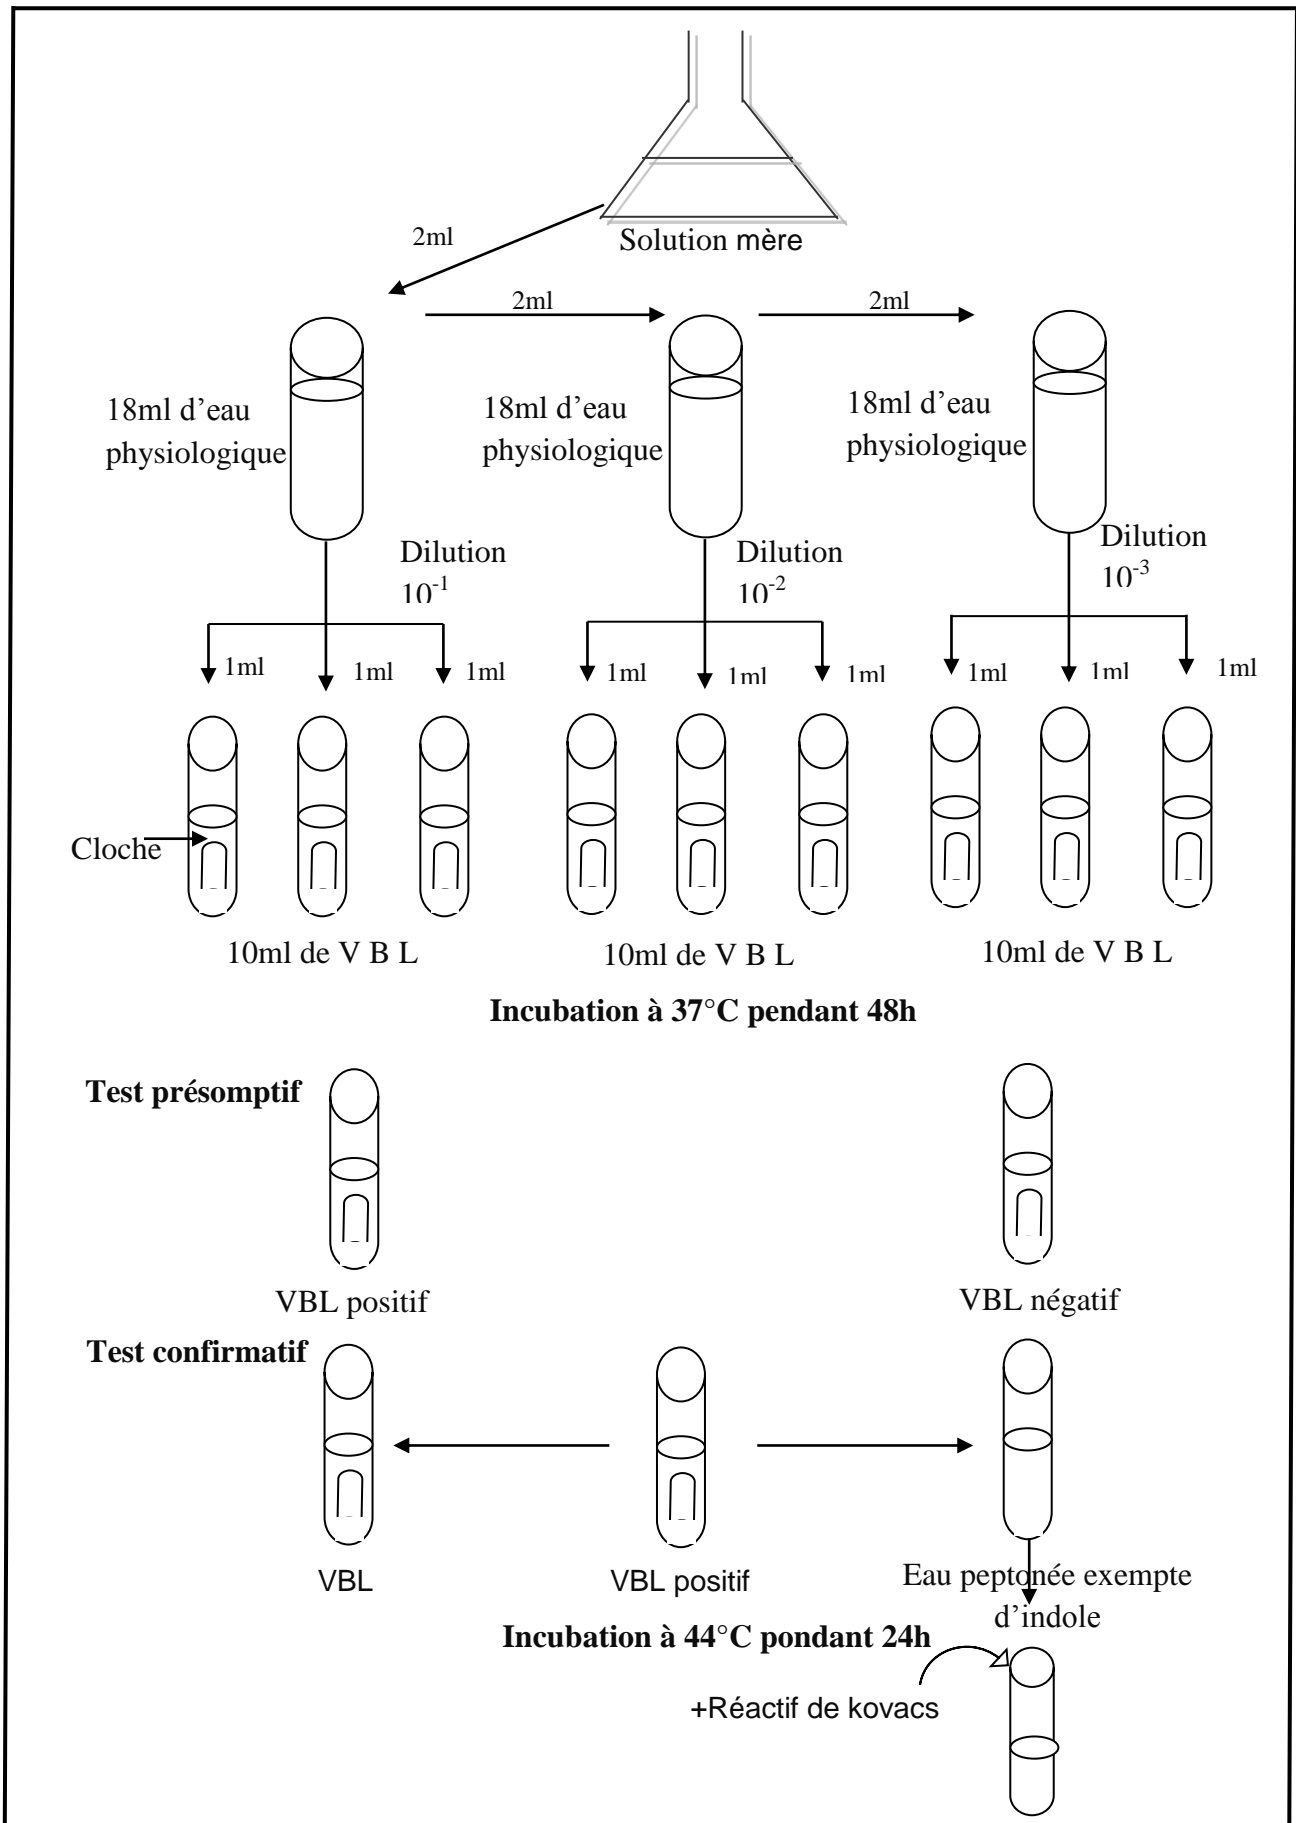 2ml
Solution mère
2ml
2ml
18ml d’eau
physiologique
18ml d’eau
physiologique
18ml d’eau
physiologique
Dilution
10-1
Dilution
10-2
Dilution
10-3
1ml
1ml
1ml
1ml
1ml
1ml
1ml
1ml
1ml
Cloche
10ml de V B L
10ml de V B L
10ml de V B L
Incubation à 37°C pendant 48h
Test présomptif
VBL positif
VBL négatif
Test confirmatif
VBL
VBL positif
Eau peptonée exempte
d’indole
Incubation à 44°C pondant 24h
+Réactif de kovacs